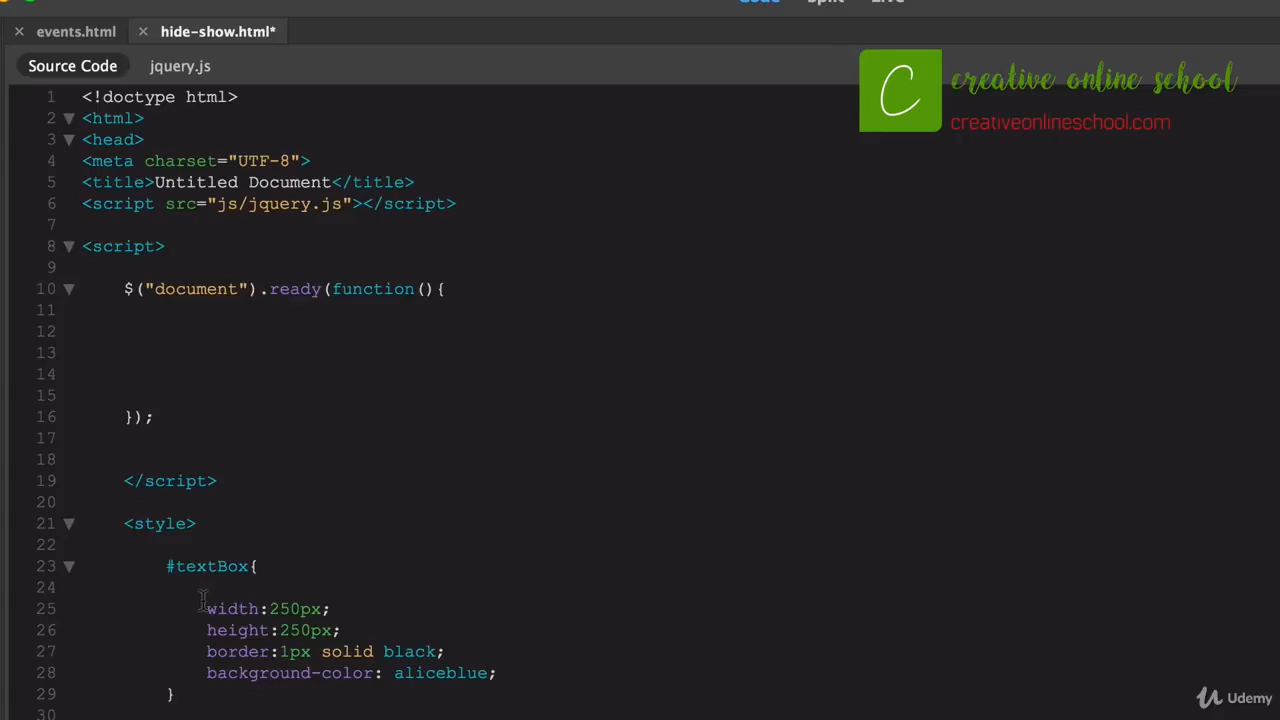 Code Split Live
× events.html × hide-show.html*
Source Code jquery.js
creative online school
C
creativeonlineschool.com
1 <!doctype html>
2 <html>
3 <head>
4 <meta charset="UTF-8">
5 <title>Untitled Document</title>
6 <script src="js/jquery.js"></script>
7
8 <script>
9
10 $("document").ready(function(){
11
12
13
14
15
16 });
17
18
19 </script>
20
21 <style>
22
23 #textBox{
24
25 width:250px;
26 height:250px;
27 border:1px solid black;
28 background-color: aliceblue;
29 }
30
Udemy